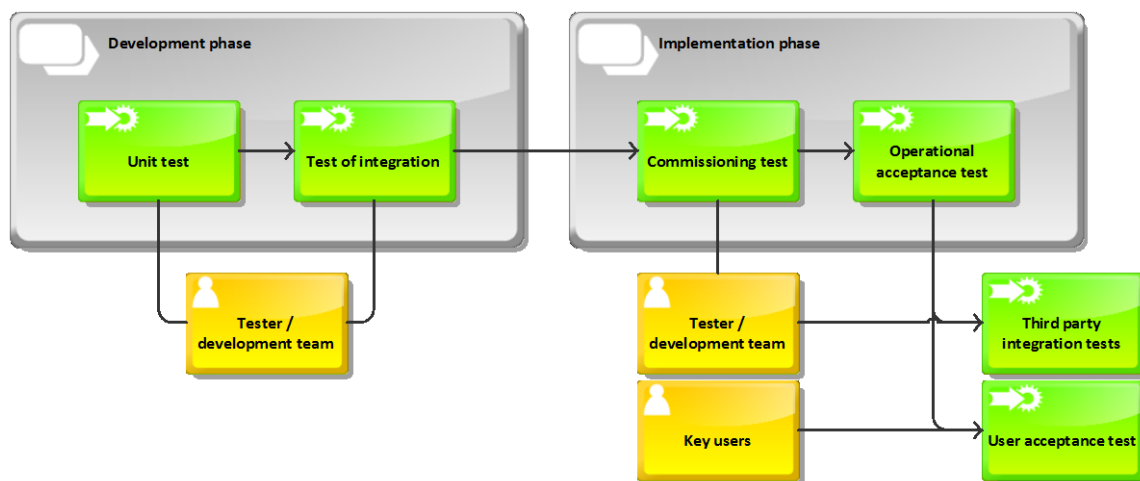 Development phase
Implementation phase
Unit test
Test of integration
Commissioning test
Operational
acceptance test
Tester /
development team
Tester /
development team
Third party
integration tests
Key users
User acceptance test